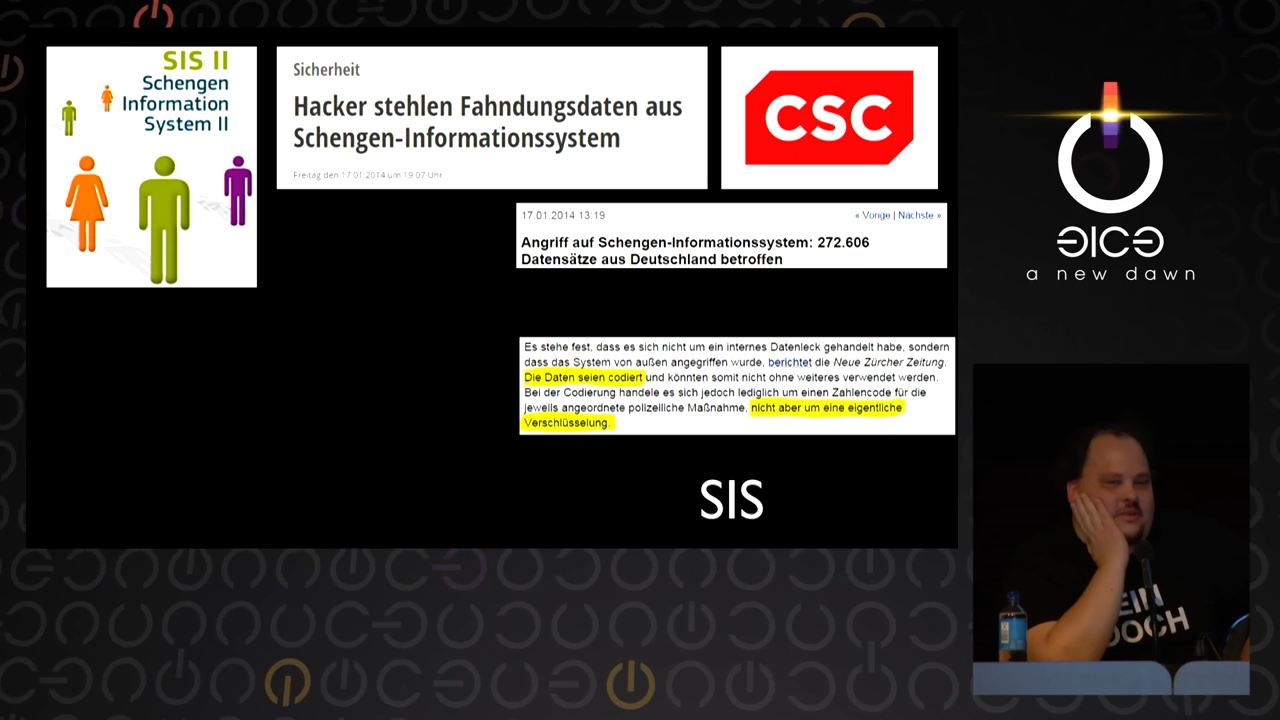 SIS II
Schengen
Information
System II
Sicherheit
Hacker stehlen Fahndungsdaten aus
Schengen-Informationssystem
Freitag den 17.01.2014 um 19:07 Uhr
CSC
17.01.2014 13:19
« Vorige | Nächste »
Angriff auf Schengen-Informationssystem: 272.606
Datensätze aus Deutschland betroffen
Es stehe fest, dass es sich nicht um ein internes Datenleck gehandelt habe, sondern
dass das System von außen angegriffen wurde, berichtet die Neue Zürcher Zeitung.
Die Daten seien codiert und könnten somit nicht ohne weiteres verwendet werden.
Bei der Codierung handele es sich jedoch lediglich um einen Zahlencode für die
jeweils angeordnete polizeiliche Maßnahme, nicht aber um eine eigentliche
Verschlüsselung.
SIS
a new dawn